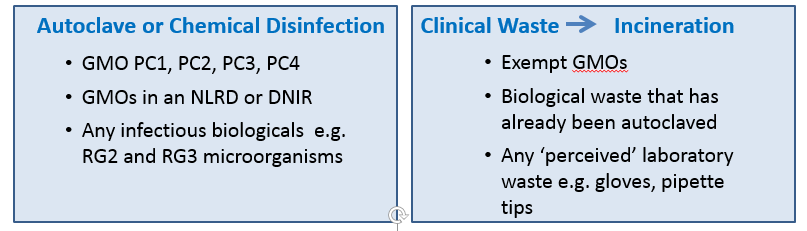 Autoclave or Chemical Disinfection
• GMO PC1, PC2, PC3, PC4
• GMOs in an NLRD or DNIR
• Any infectious biologicals  e.g.
RG2 and RG3 microorganisms
Clinical Waste → Incineration
• Exempt GMOs
• Biological waste that has
already been autoclaved
• Any ‘perceived’ laboratory
waste e.g. gloves, pipette
tips